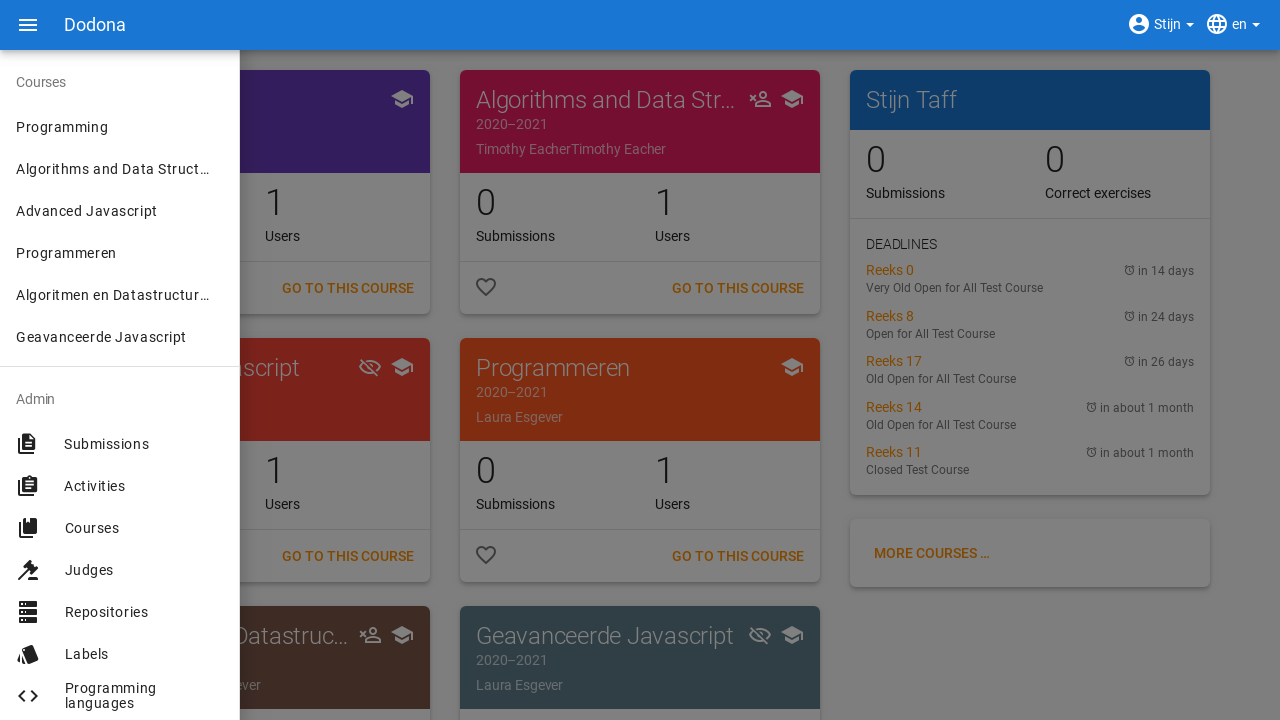 Dodona
Stijn
en
Courses
Programming
Algorithms and Data Struct...
Advanced Javascript
Programmeren
Algoritmen en Datastructur...
Geavanceerde Javascript
Admin
Submissions
Activities
Courses
Judges
Repositories
Labels
Programming
languages
1
Users
GO TO THIS COURSE
Algorithms and Data Str...
2020–2021
Timothy EacherTimothy Eacher
0
1
Submissions
Users
GO TO THIS COURSE
script
1
Users
GO TO THIS COURSE
Programmeren
2020–2021
Laura Esgever
0
1
Submissions
Users
GO TO THIS COURSE
Datastruc...
ever
Geavanceerde Javascript
2020–2021
Laura Esgever
Stijn Taff
0
0
Submissions
Correct exercises
DEADLINES
Reeks 0
in 14 days
Very Old Open for All Test Course
Reeks 8
in 24 days
Open for All Test Course
Reeks 17
in 26 days
Old Open for All Test Course
Reeks 14
in about 1 month
Old Open for All Test Course
Reeks 11
in about 1 month
Closed Test Course
MORE COURSES ...